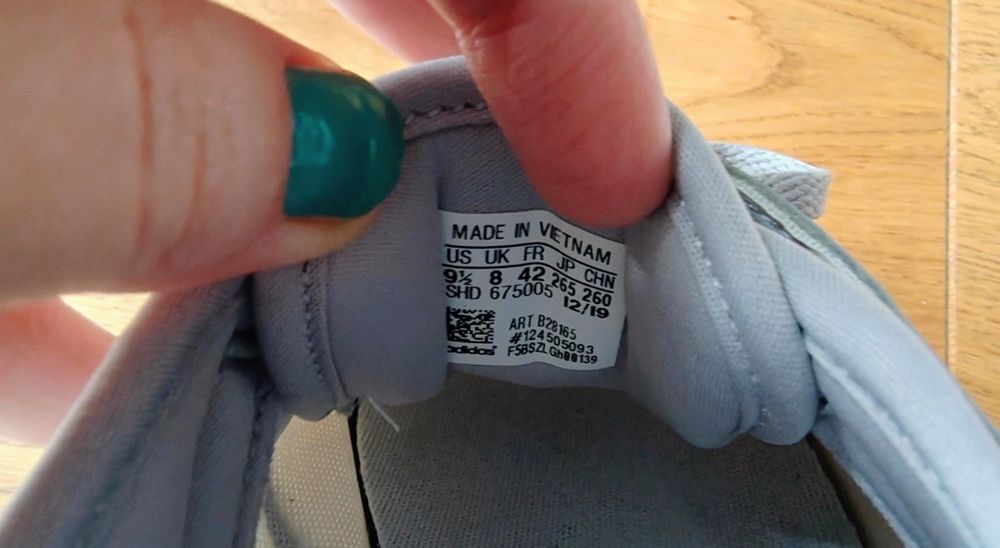 MADE IN VIETNAM
US UK FR JP CHN
9½ 8 42 265 260
SHD 675005 12/19
ART B28165
#124505093
adidas